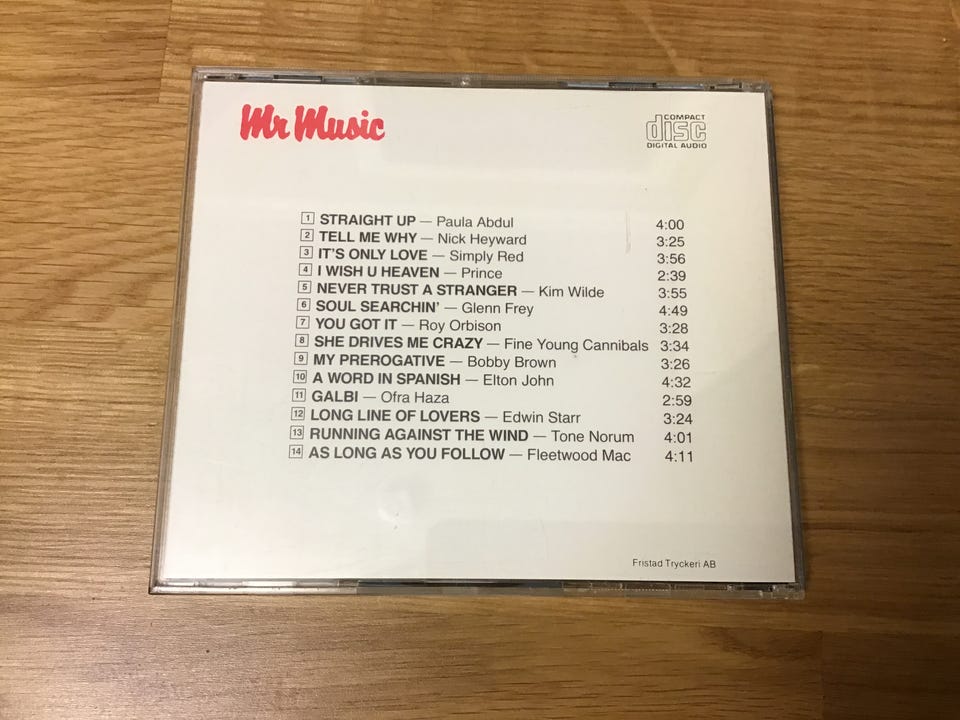 Mr Music
COMPACT
disc
DIGITAL AUDIO
1 STRAIGHT UP — Paula Abdul 4:00
2 TELL ME WHY — Nick Heyward 3:25
3 IT'S ONLY LOVE — Simply Red 3:56
4 I WISH U HEAVEN — Prince 2:39
5 NEVER TRUST A STRANGER — Kim Wilde 3:55
6 SOUL SEARCHIN' — Glenn Frey 4:49
7 YOU GOT IT — Roy Orbison 3:28
8 SHE DRIVES ME CRAZY — Fine Young Cannibals 3:34
9 MY PREROGATIVE — Bobby Brown 3:26
10 A WORD IN SPANISH — Elton John 4:32
11 GALBI — Ofra Haza 2:59
12 LONG LINE OF LOVERS — Edwin Starr 3:24
13 RUNNING AGAINST THE WIND — Tone Norum 4:01
14 AS LONG AS YOU FOLLOW — Fleetwood Mac 4:11
Fristad Tryckeri AB